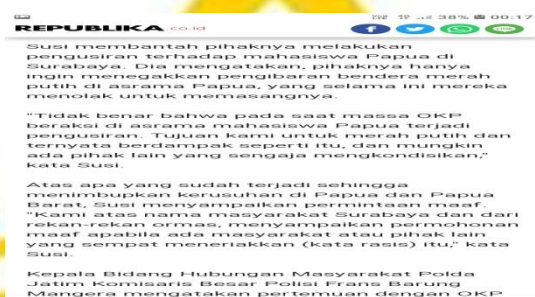 38% 00:17
REPUBLIKA.co.id
Susi membantah pihaknya melakukan
pengusiran terhadap mahasiswa Papua di
Surabaya. Dia mengatakan, pihaknya hanya
ingin menegakkan pengibaran bendera merah
putih di asrama Papua, yang selama ini mereka
menolak untuk memasangnya.
"Tidak benar bahwa pada saat massa OKP
beraksi di asrama mahasiswa Papua terjadi
pengusiran. Tujuan kami untuk merah putih dan
ternyata berdampak seperti itu, dan mungkin
ada pihak lain yang sengaja mengkondisikan,"
kata Susi.
Atas apa yang sudah terjadi sehingga
menimbupkan kerusuhan di Papua dan Papua
Barat, Susi menyampaikan permintaan maaf.
"Kami atas nama masyarakat Surabaya dan dari
rekan-rekan ormas, menyampaikan permohonan
maaf apabila ada masyarakat atau pihak lain
yang sempat meneriakkan (kata rasis) itu," kata
Susi.
Kepala Bidang Hubungan Masyarakat Polda
Jatim Komisaris Besar Polisi Frans Barung
Mangera mengatakan pertemuan dengan OKP